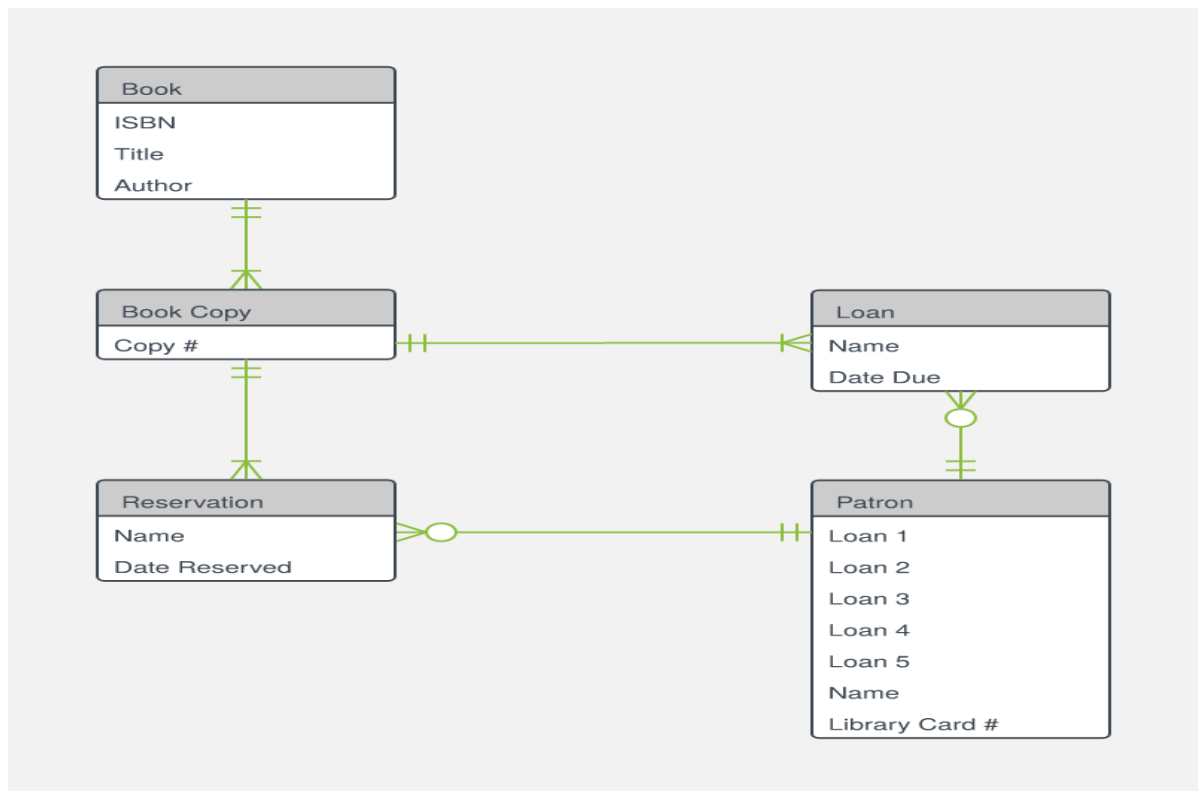 Book
ISBN
Title
Author
Book Copy
Copy #
Loan
Name
Date Due
Reservation
Name
Date Reserved
Patron
Loan 1
Loan 2
Loan 3
Loan 4
Loan 5
Name
Library Card #